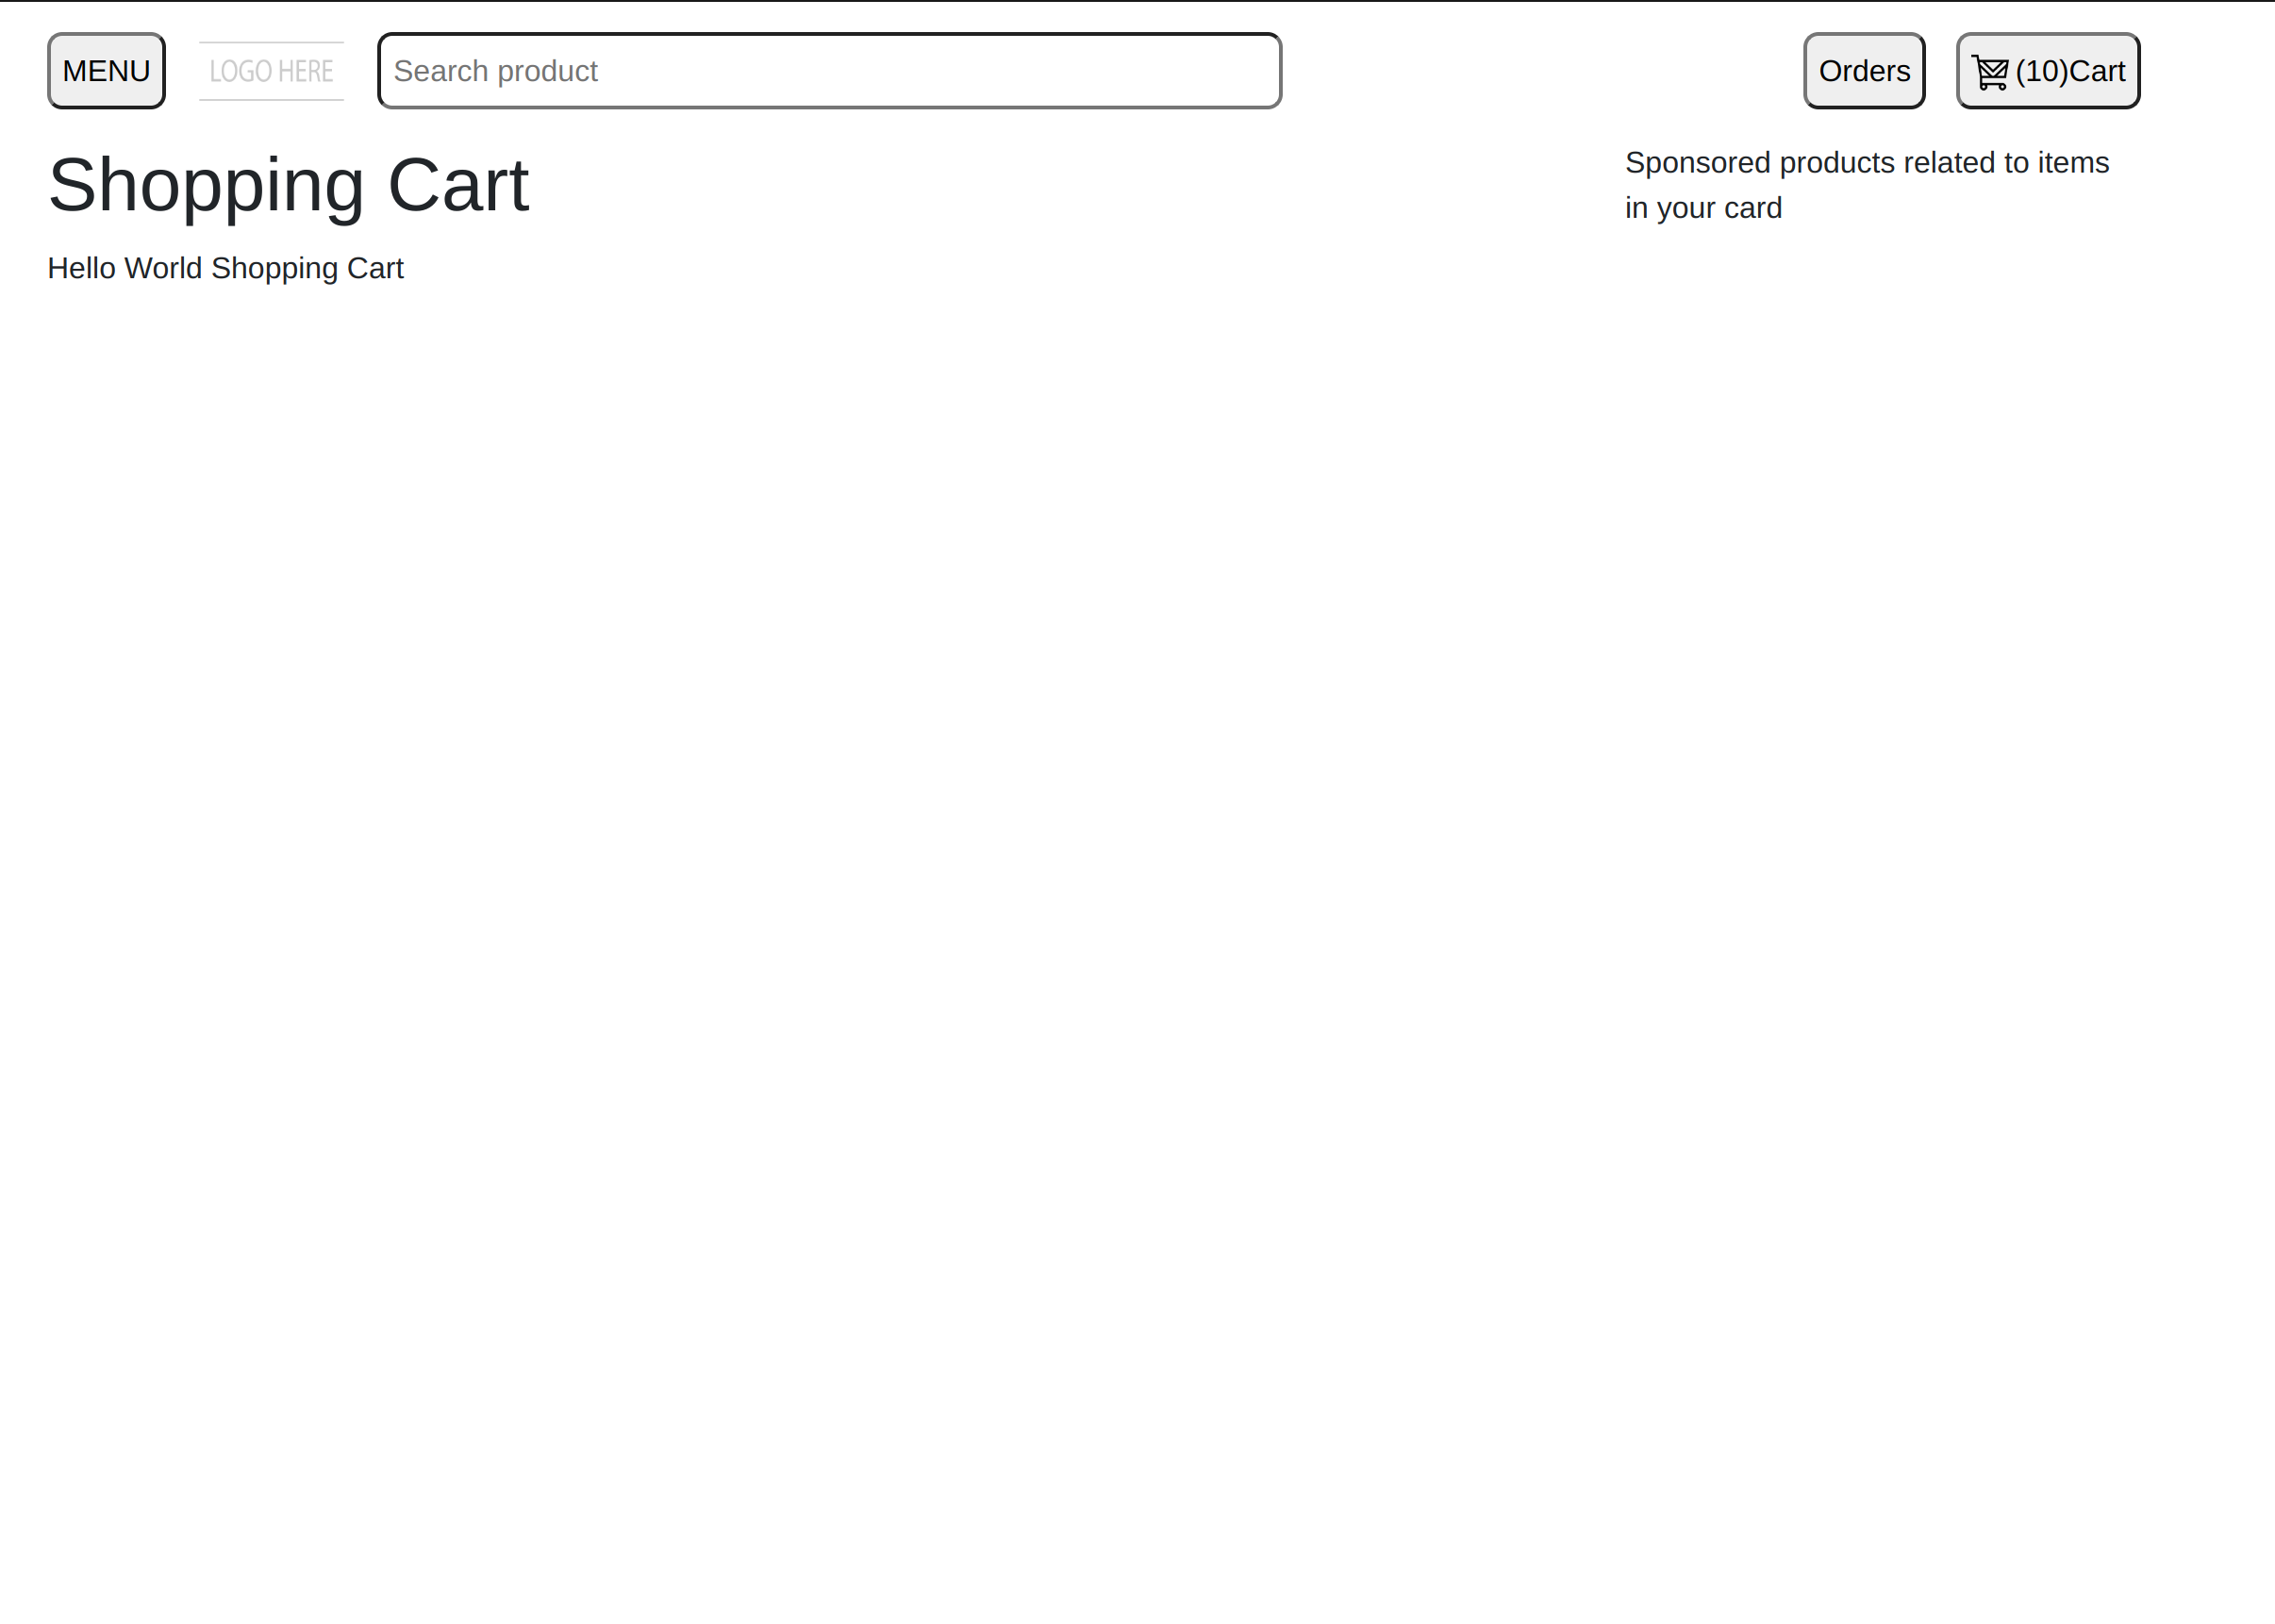 MENU
LOGO HERE
Search product
Orders
(10)Cart
Shopping Cart
Hello World Shopping Cart
Sponsored products related to items
in your card